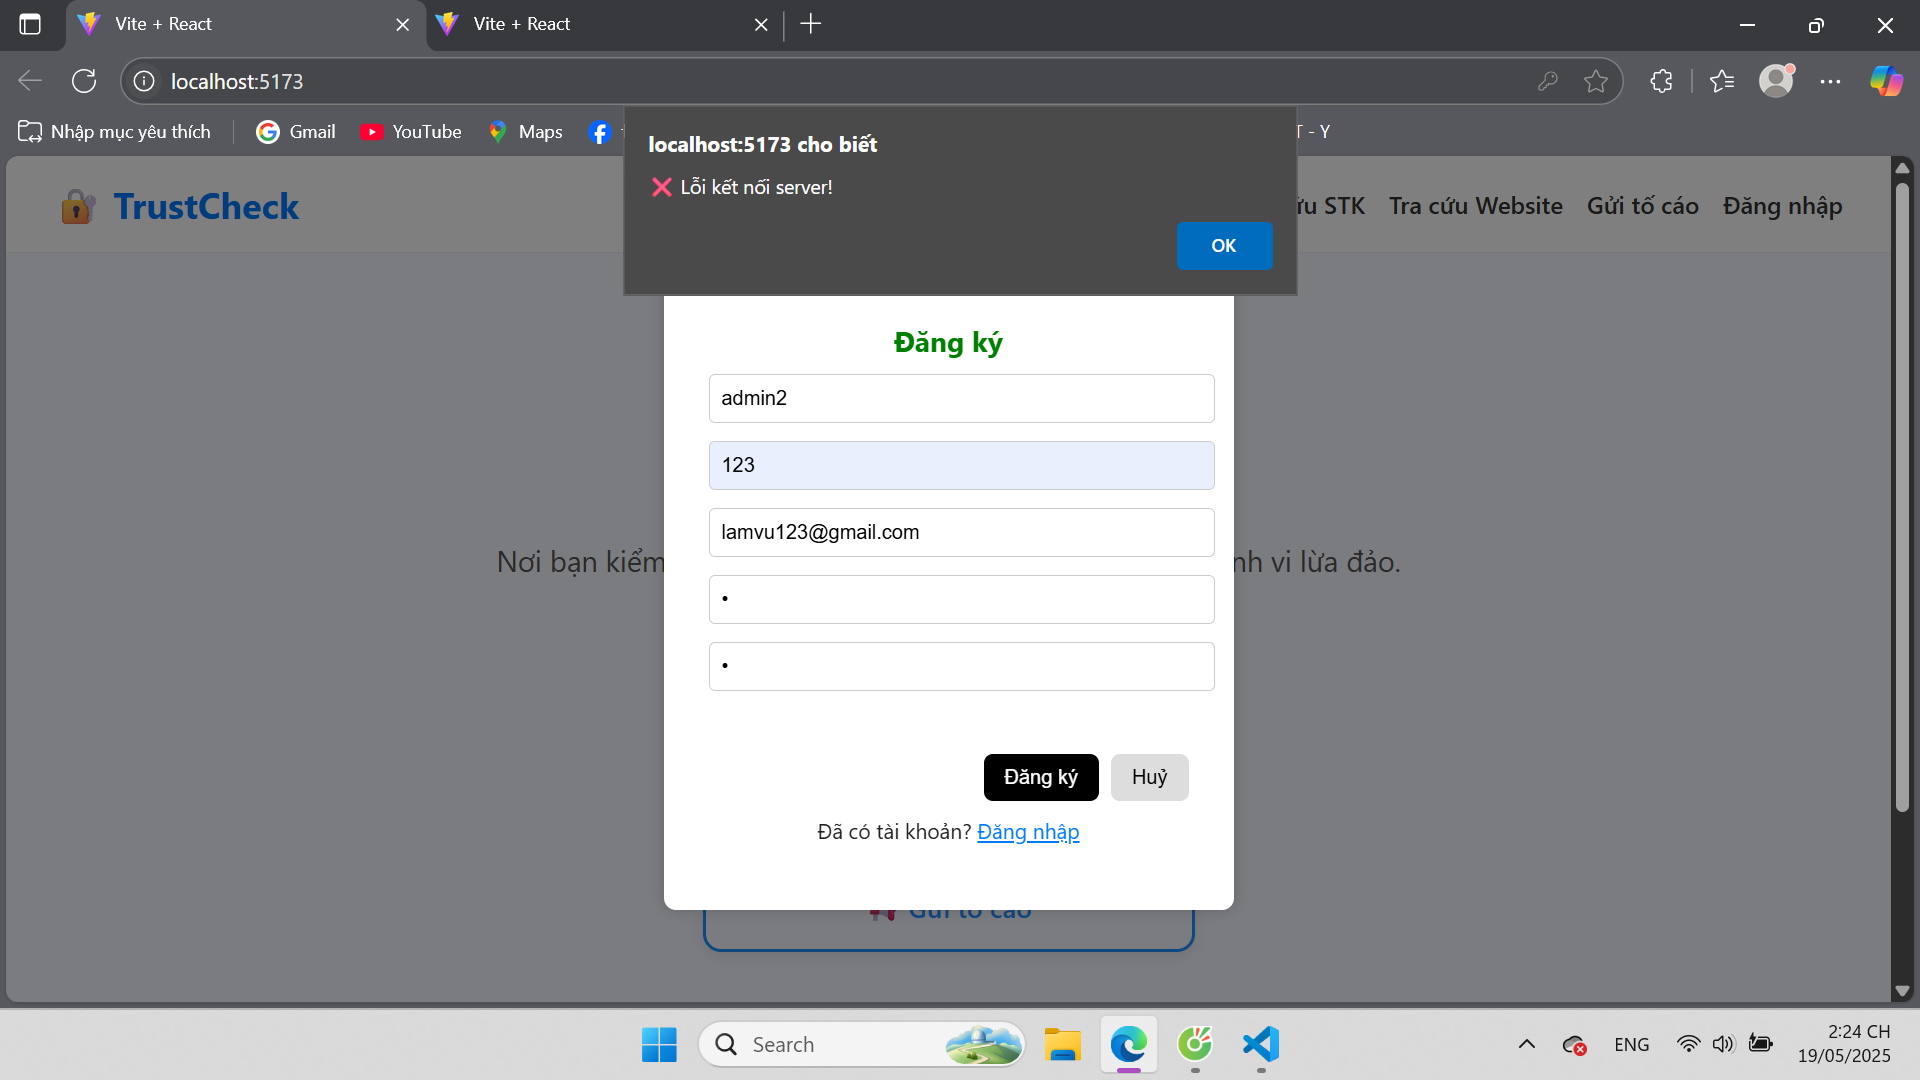 Vite + React
Vite + React
localhost:5173
Nhập mục yêu thích
Gmail
YouTube
Maps
T - Y
localhost:5173 cho biết
❌ Lỗi kết nối server!
OK
TrustCheck
STK
Tra cứu Website
Gửi tố cáo
Đăng nhập
Đăng ký
admin2
123
lamvu123@gmail.com
•
•
Đăng ký
Huỷ
Đã có tài khoản? Đăng nhập
Nơi bạn kiểm
vi lừa đảo.
Gửi tố cáo
Search
ENG
2:24 CH
19/05/2025